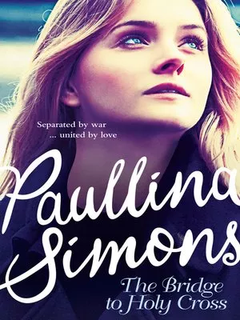 Separated by war
... united by love
Paullina
Simons
The Bridge
to Holy Cross